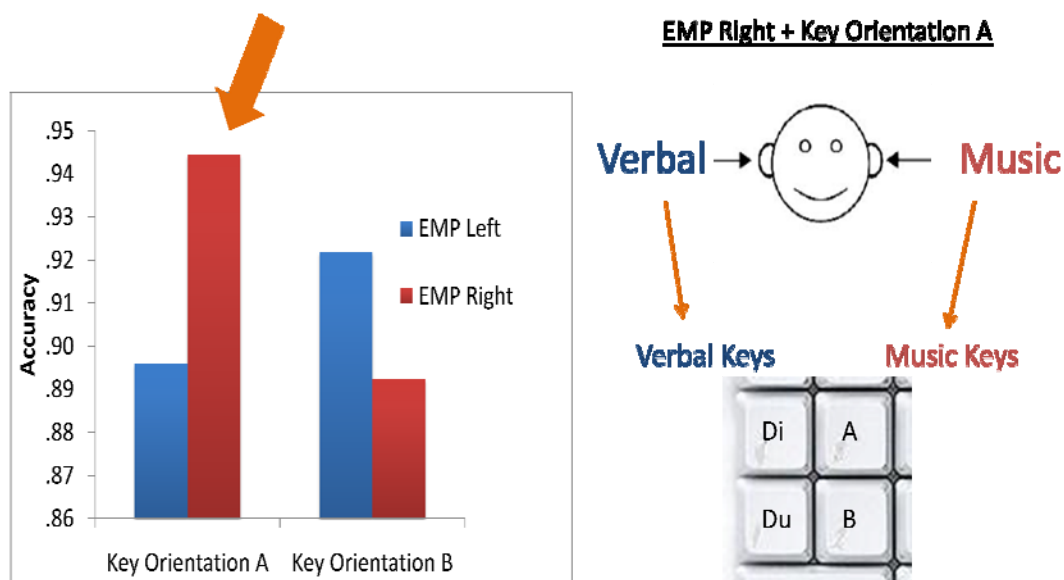 EMP Right + Key Orientation A
.95
.94
.93
.92
.91
.90
.89
.88
.87
.86
Accuracy
EMP Left
EMP Right
Key Orientation A
Key Orientation B
Verbal
Music
Verbal Keys
Music Keys
Di
A
Du
B